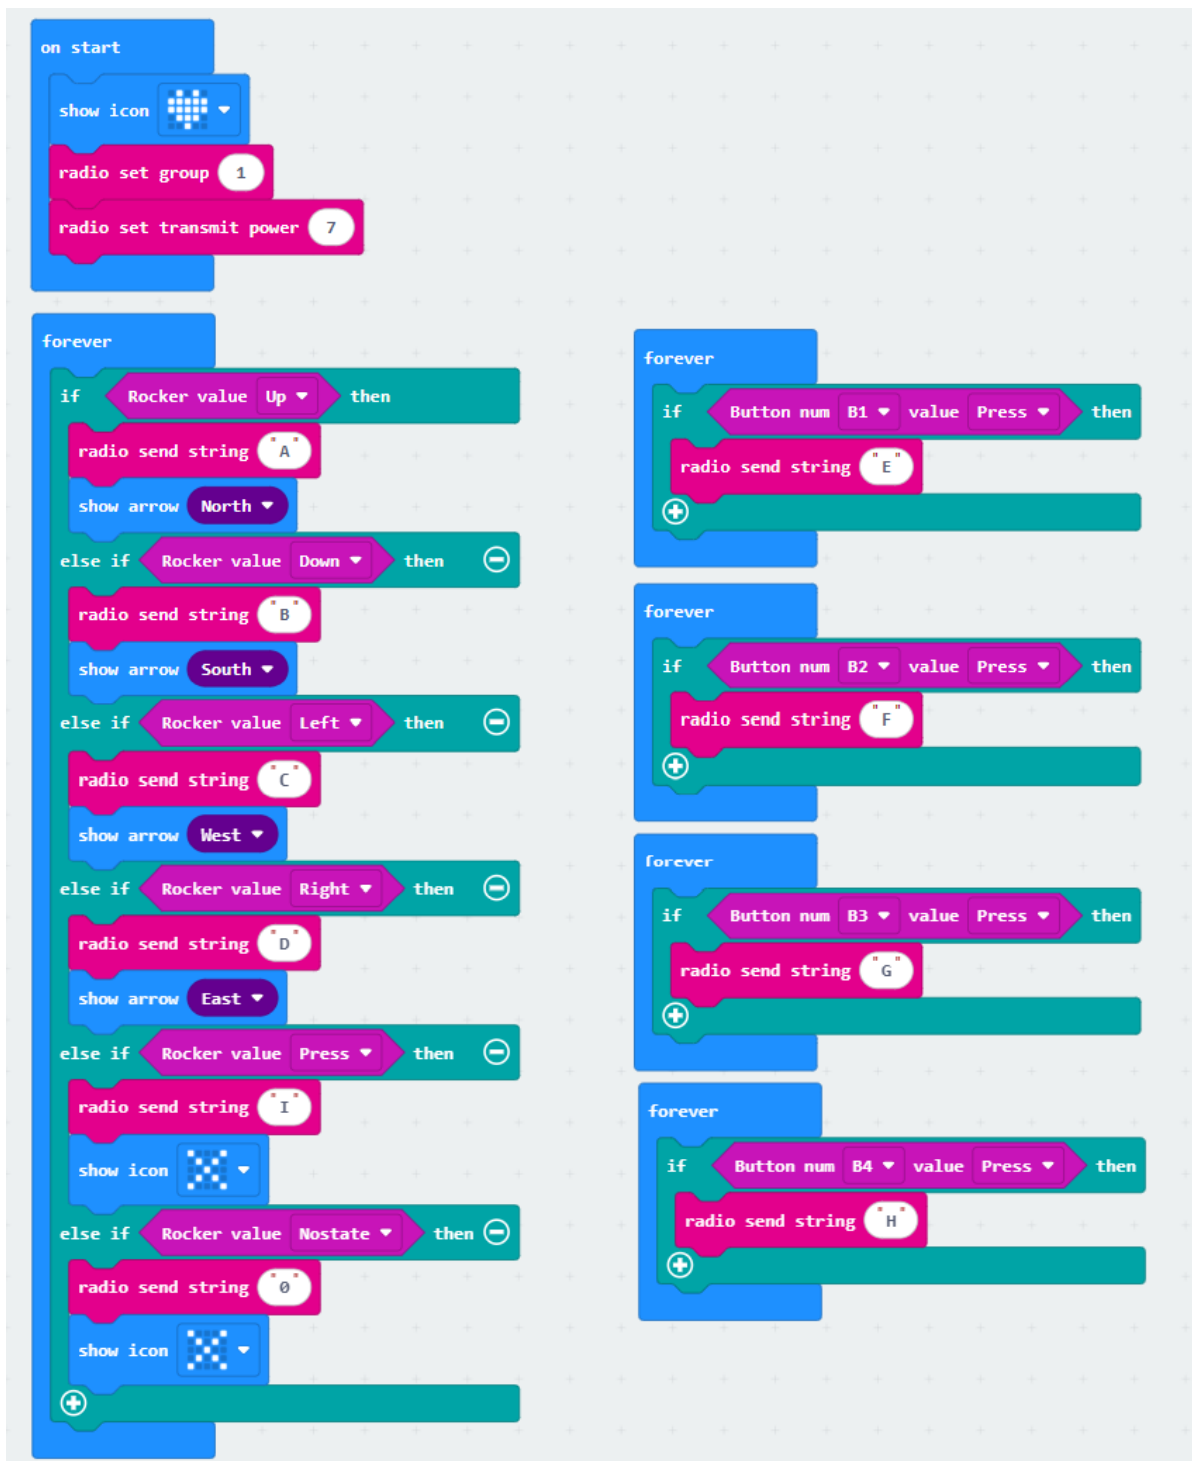 on start
show icon
radio set group 1
radio set transmit power 7
forever
if Rocker value Up then
radio send string "A"
show arrow North
else if Rocker value Down then
radio send string "B"
show arrow South
else if Rocker value Left then
radio send string "C"
show arrow West
else if Rocker value Right then
radio send string "D"
show arrow East
else if Rocker value Press then
radio send string "I"
show icon
else if Rocker value Nostate then
radio send string "0"
show icon
forever
if Button num B1 value Press then
radio send string "E"
forever
if Button num B2 value Press then
radio send string "F"
forever
if Button num B3 value Press then
radio send string "G"
forever
if Button num B4 value Press then
radio send string "H"